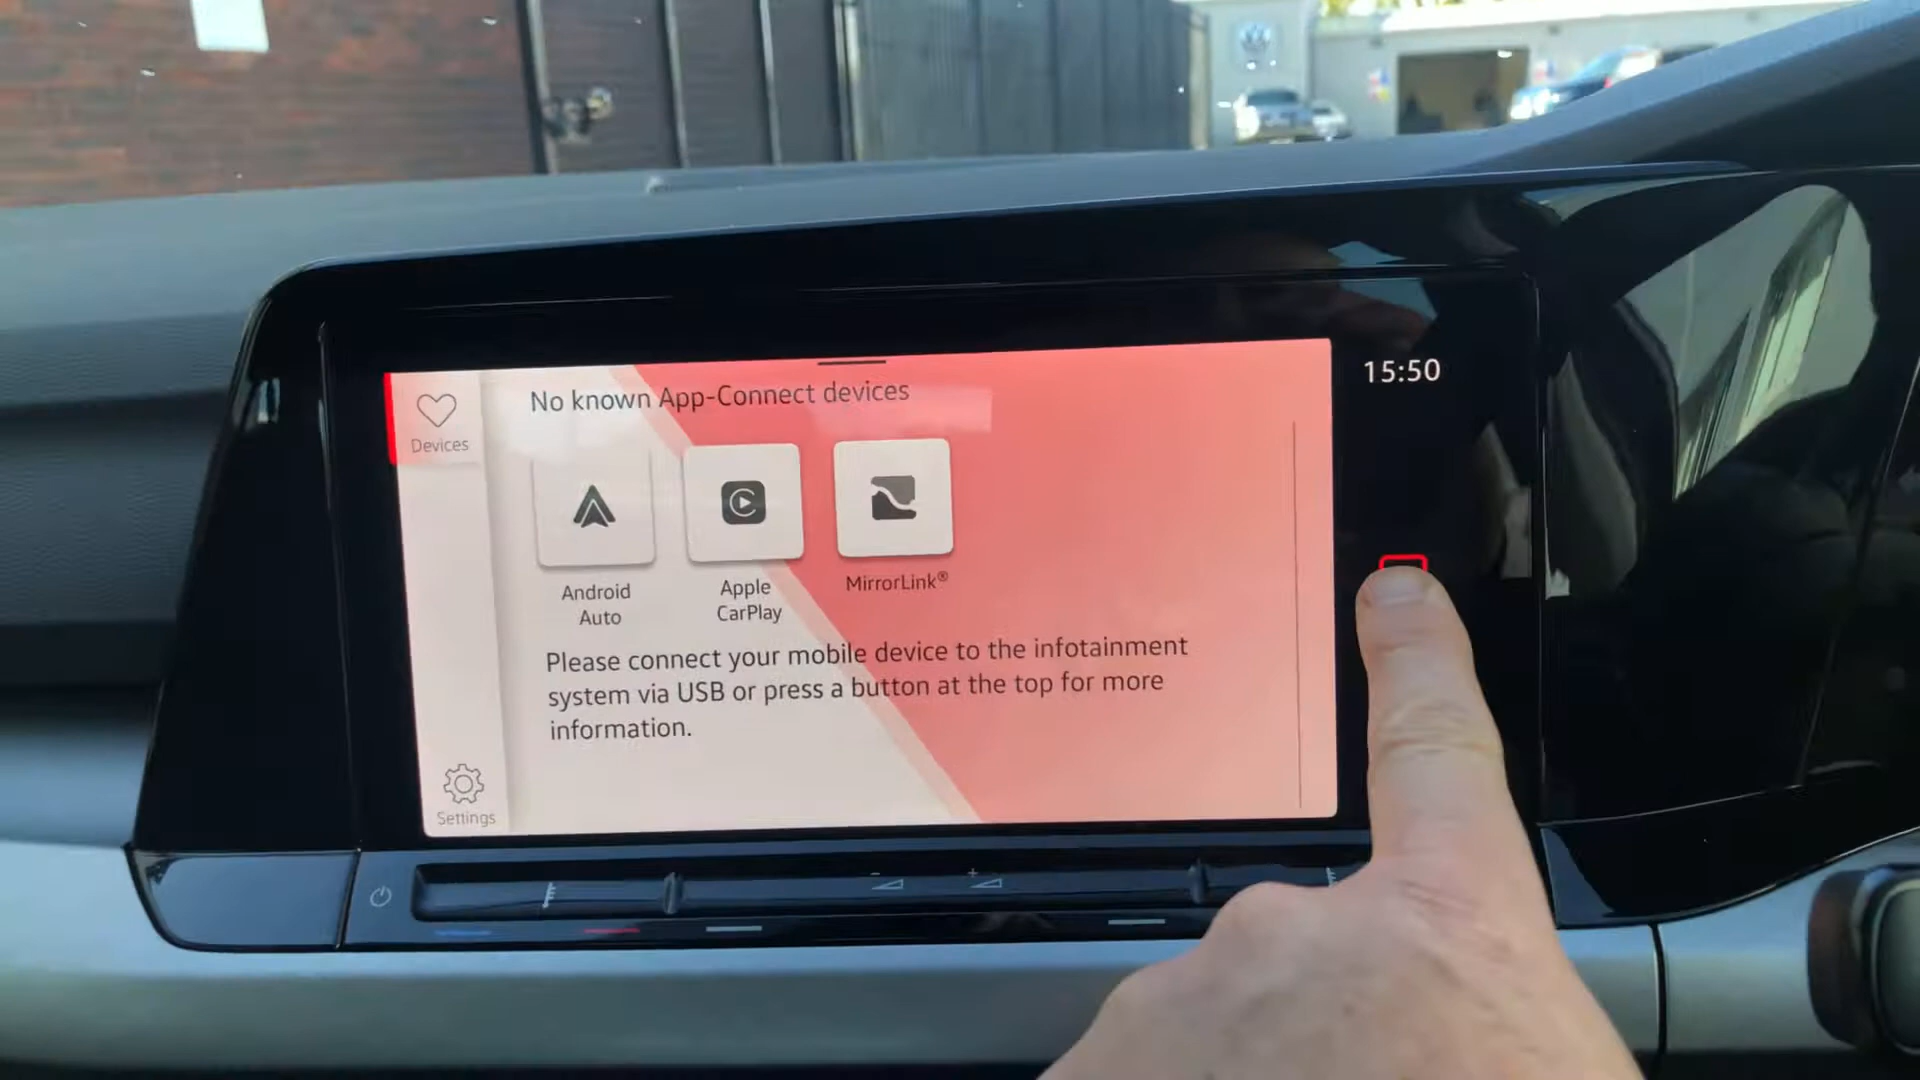 No known App-Connect devices
15:50
Devices
Android
Auto
Apple
CarPlay
MirrorLink®
Please connect your mobile device to the infotainment
system via USB or press a button at the top for more
information.
Settings